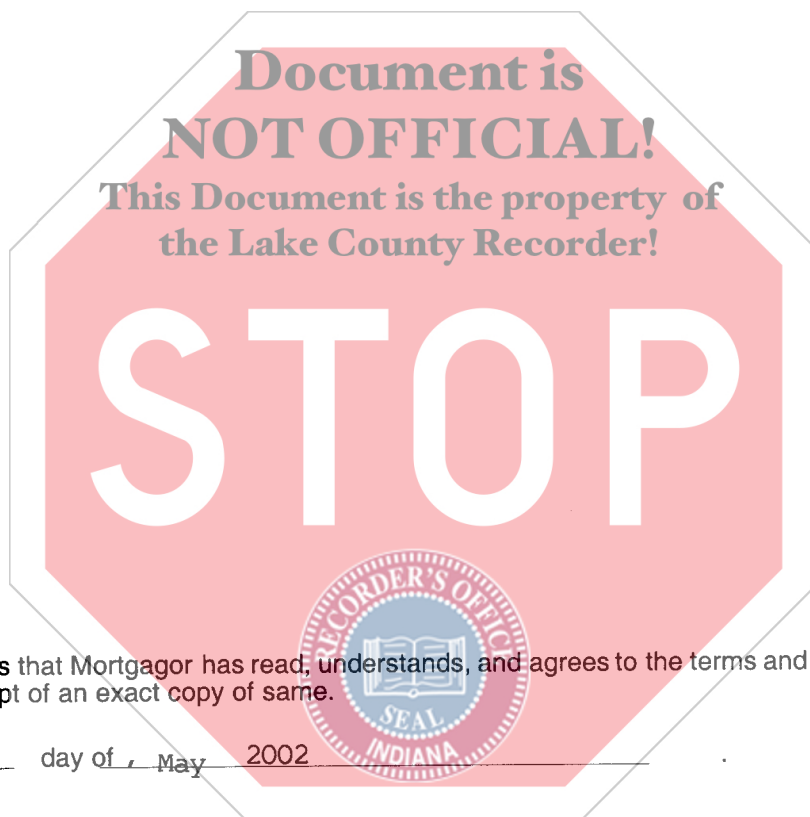 Document is
NOT OFFICIAL!
This Document is the property of
the Lake County Recorder!
STOP
RECORDER'S OFFICE
SEAL
INDIANA
s that Mortgagor has read, understands, and agrees to the terms and
pt of an exact copy of same.
day of , May 2002 .